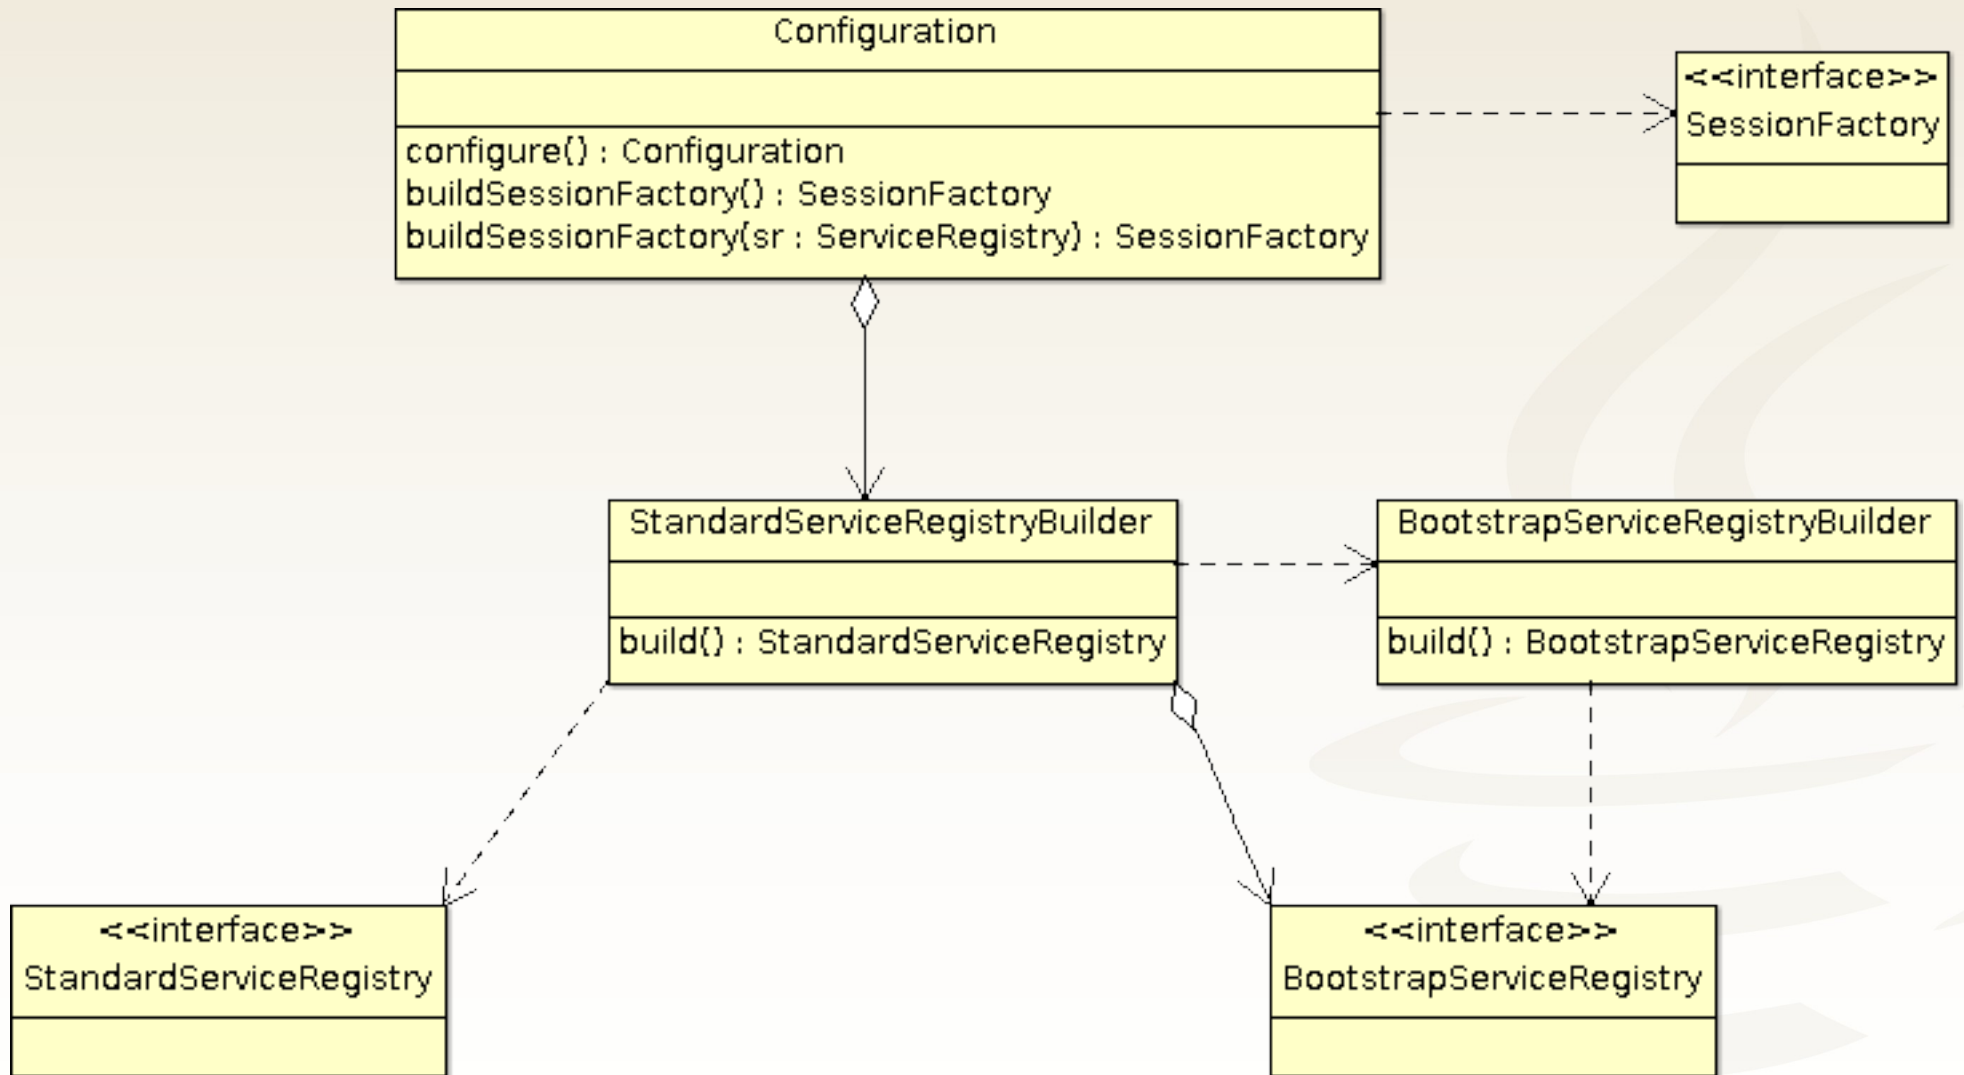 Configuration
configure() : Configuration
buildSessionFactory() : SessionFactory
buildSessionFactory(sr : ServiceRegistry) : SessionFactory
<<interface>>
SessionFactory
StandardServiceRegistryBuilder
build() : StandardServiceRegistry
BootstrapServiceRegistryBuilder
build() : BootstrapServiceRegistry
<<interface>>
StandardServiceRegistry
<<interface>>
BootstrapServiceRegistry